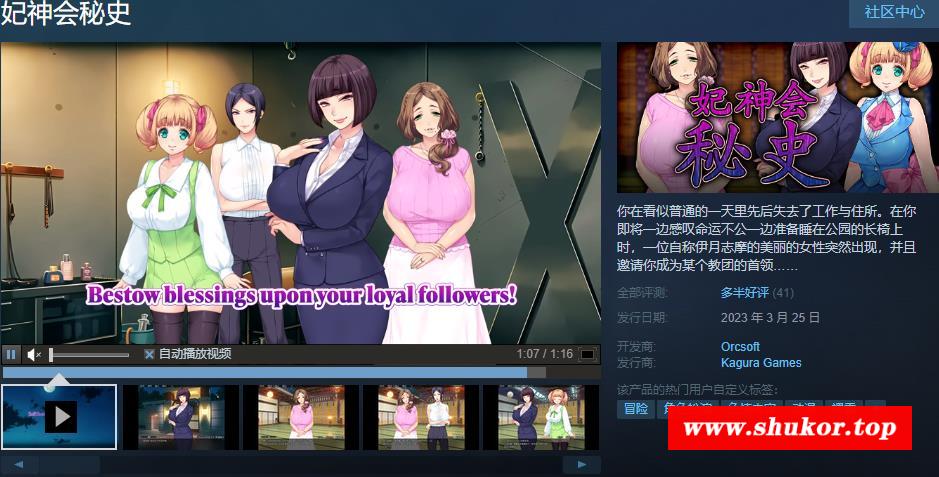 妃神会秘史
社区中心
Bestow blessings upon your loyal followers!
自动播放视频
1:07 / 1:16
妃神会
秘史
你在看似普通的一天里先后失去了工作与住所。在你
即将一边感叹命运不公一边准备睡在公园的长椅上
时，一位自称伊月志摩的美丽的女性突然出现，并且
邀请你成为某个教团的首领……
全部评测: 多半好评 (41)
发行日期: 2023 年 3 月 25 日
开发商: Orcsoft
发行商: Kagura Games
该产品的热门用户自定义标签：
冒险
www.shukor.top